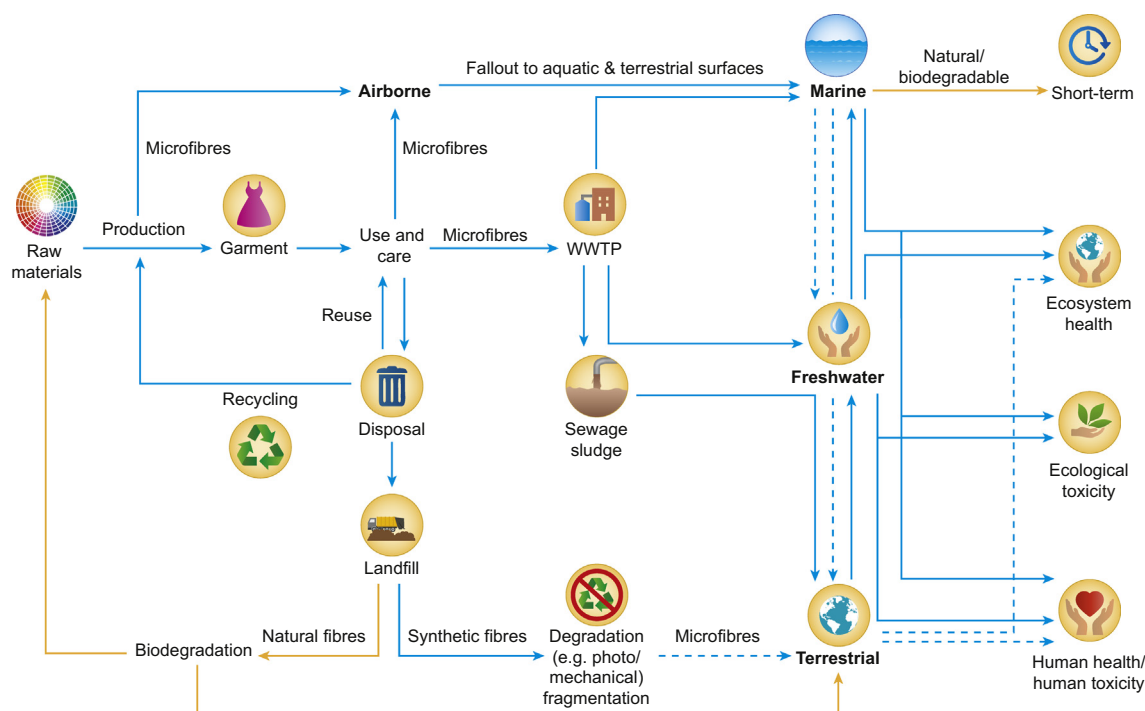 Fallout to aquatic & terrestrial surfaces
Natural/
biodegradable
Airborne
Marine
Short-term
Microfibres
Microfibres
Production
Raw
materials
Garment
Use and
care
Microfibres
WWTP
Ecosystem
health
Reuse
Freshwater
Recycling
Disposal
Sewage
sludge
Ecological
toxicity
Landfill
Natural fibres
Biodegradation
Synthetic fibres
Degradation
(e.g. photo/
mechanical)
fragmentation
Microfibres
Terrestrial
Human health/
human toxicity